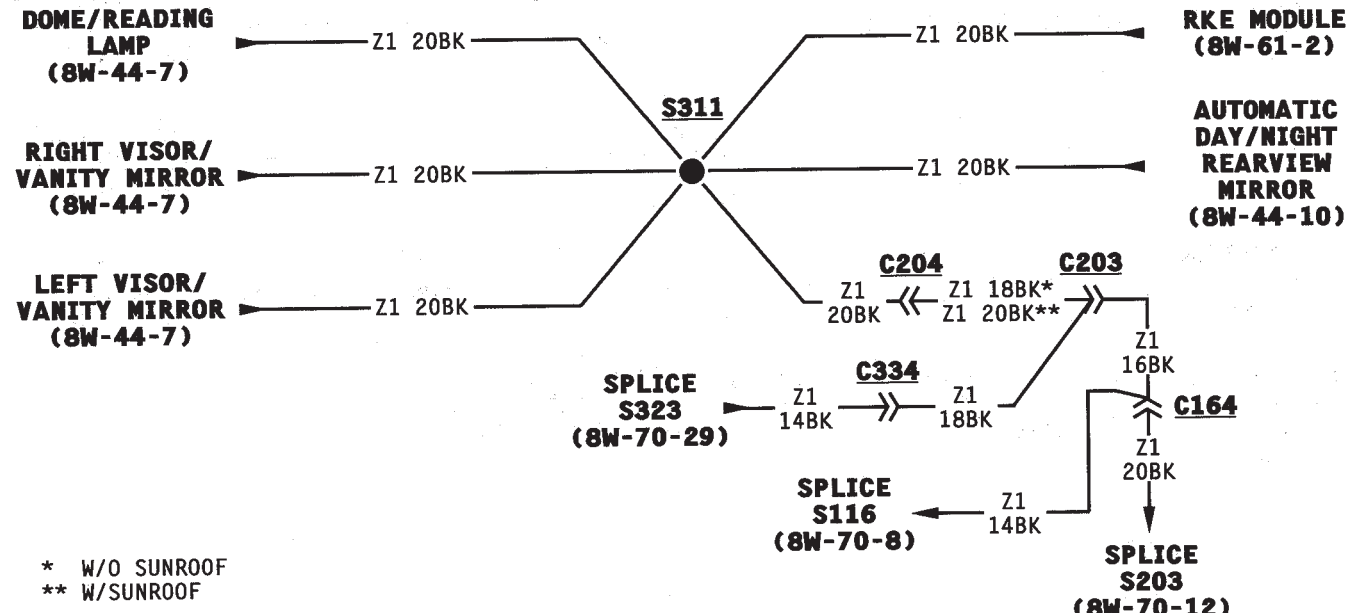 DOME/READING
LAMP
(8W-44-7)
Z1 20BK
Z1 20BK
RKE MODULE
(8W-61-2)
S311
RIGHT VISOR/
VANITY MIRROR
(8W-44-7)
Z1 20BK
Z1 20BK
AUTOMATIC
DAY/NIGHT
REARVIEW
MIRROR
(8W-44-10)
LEFT VISOR/
VANITY MIRROR
(8W-44-7)
Z1 20BK
Z1
20BK
C204
Z1 18BK*
Z1 20BK**
C203
Z1
16BK
SPLICE
S323
(8W-70-29)
Z1
14BK
C334
Z1
18BK
C164
Z1
20BK
SPLICE
S116
(8W-70-8)
Z1
14BK
SPLICE
S203
(8W-70-12)
* W/O SUNROOF
** W/SUNROOF